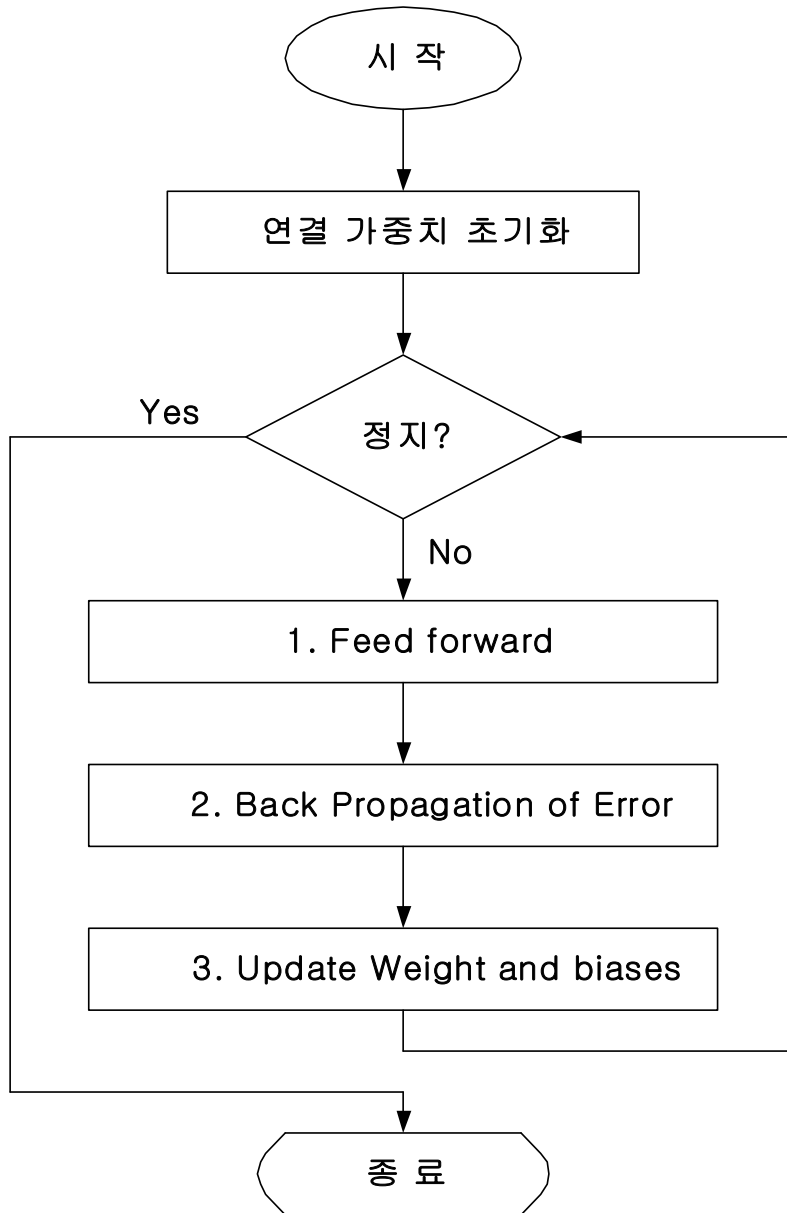 시 작
연결 가중치 초기화
Yes
정지?
No
1. Feed forward
2. Back Propagation of Error
3. Update Weight and biases
종 료